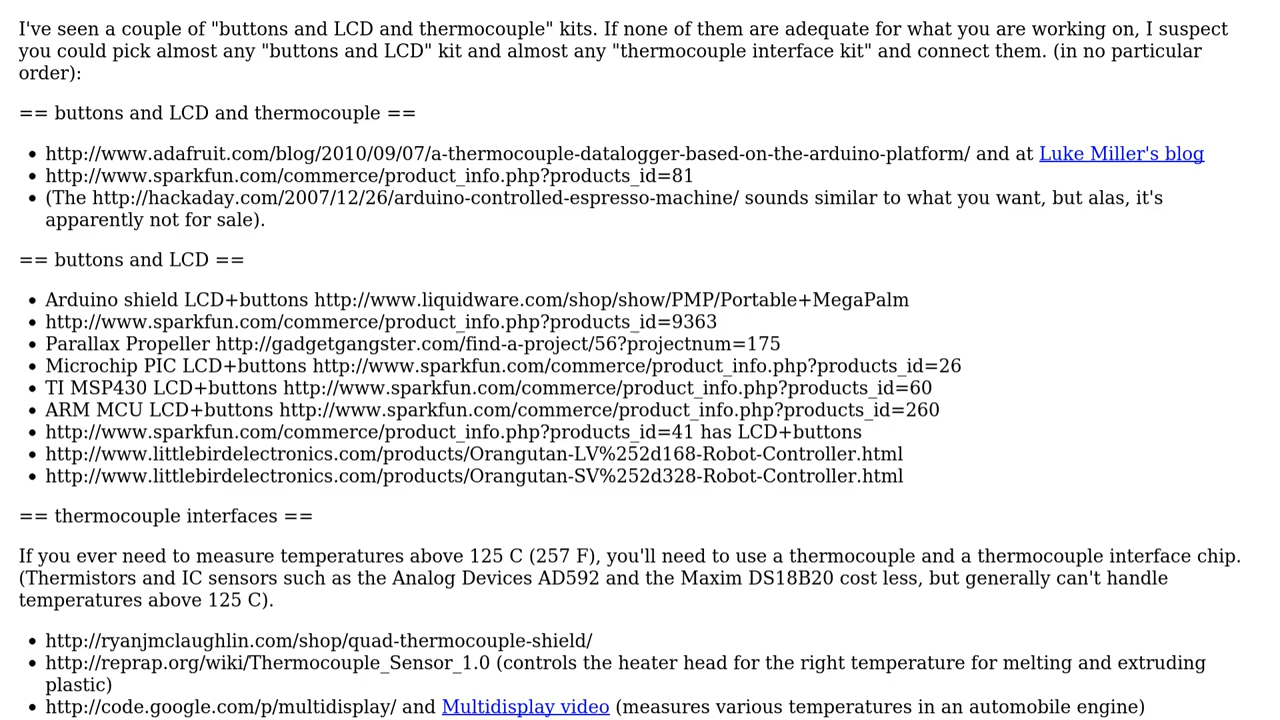 I've seen a couple of "buttons and LCD and thermocouple" kits. If none of them are adequate for what you are working on, I suspect
you could pick almost any "buttons and LCD" kit and almost any "thermocouple interface kit" and connect them. (in no particular
order):
== buttons and LCD and thermocouple ==
• http://www.adafruit.com/blog/2010/09/07/a-thermocouple-datalogger-based-on-the-arduino-platform/ and at Luke Miller's blog
• http://www.sparkfun.com/commerce/product_info.php?products_id=81
• (The http://hackaday.com/2007/12/26/arduino-controlled-espresso-machine/ sounds similar to what you want, but alas, it's
apparently not for sale).
== buttons and LCD ==
• Arduino shield LCD+buttons http://www.liquidware.com/shop/show/PMP/Portable+MegaPalm
• http://www.sparkfun.com/commerce/product_info.php?products_id=9363
• Parallax Propeller http://gadgetgangster.com/find-a-project/56?projectnum=175
• Microchip PIC LCD+buttons http://www.sparkfun.com/commerce/product_info.php?products_id=26
• TI MSP430 LCD+buttons http://www.sparkfun.com/commerce/product_info.php?products_id=60
• ARM MCU LCD+buttons http://www.sparkfun.com/commerce/product_info.php?products_id=260
• http://www.sparkfun.com/commerce/product_info.php?products_id=41 has LCD+buttons
• http://www.littlebirdelectronics.com/products/Orangutan-LV%252d168-Robot-Controller.html
• http://www.littlebirdelectronics.com/products/Orangutan-SV%252d328-Robot-Controller.html
== thermocouple interfaces ==
If you ever need to measure temperatures above 125 C (257 F), you'll need to use a thermocouple and a thermocouple interface chip.
(Thermistors and IC sensors such as the Analog Devices AD592 and the Maxim DS18B20 cost less, but generally can't handle
temperatures above 125 C).
• http://ryanjmclaughlin.com/shop/quad-thermocouple-shield/
• http://reprap.org/wiki/Thermocouple_Sensor_1.0 (controls the heater head for the right temperature for melting and extruding
plastic)
• http://code.google.com/p/multidisplay/ and Multidisplay video (measures various temperatures in an automobile engine)